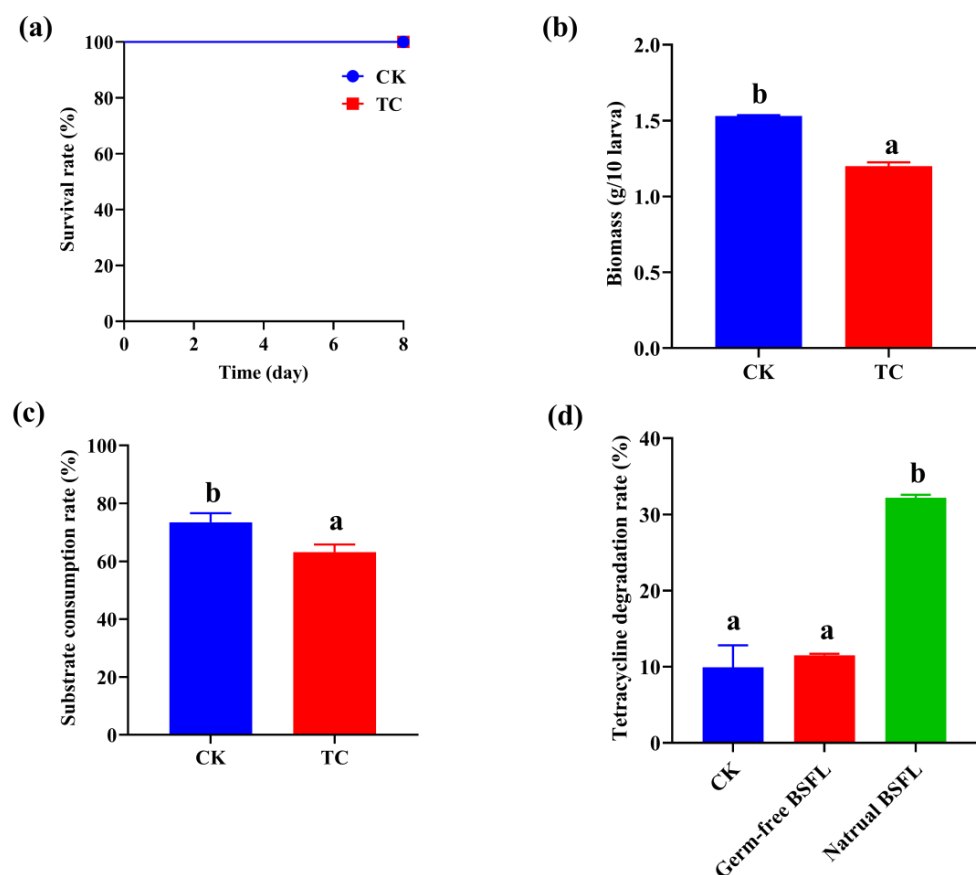 (a)
Survival rate (%)
100
80
60
40
20
0
0 2 4 6 8
Time (day)
CK
TC
(b)
Biomass (g/10 larva)
2.0
1.5
1.0
0.5
0.0
b
a
CK TC
(c)
Substrate consumption rate (%)
100
80
60
40
20
0
b
a
CK TC
(d)
Tetracycline degradation rate (%)
40
30
20
10
0
a
a
b
CK
Germ-free BSFL
Natrual BSFL